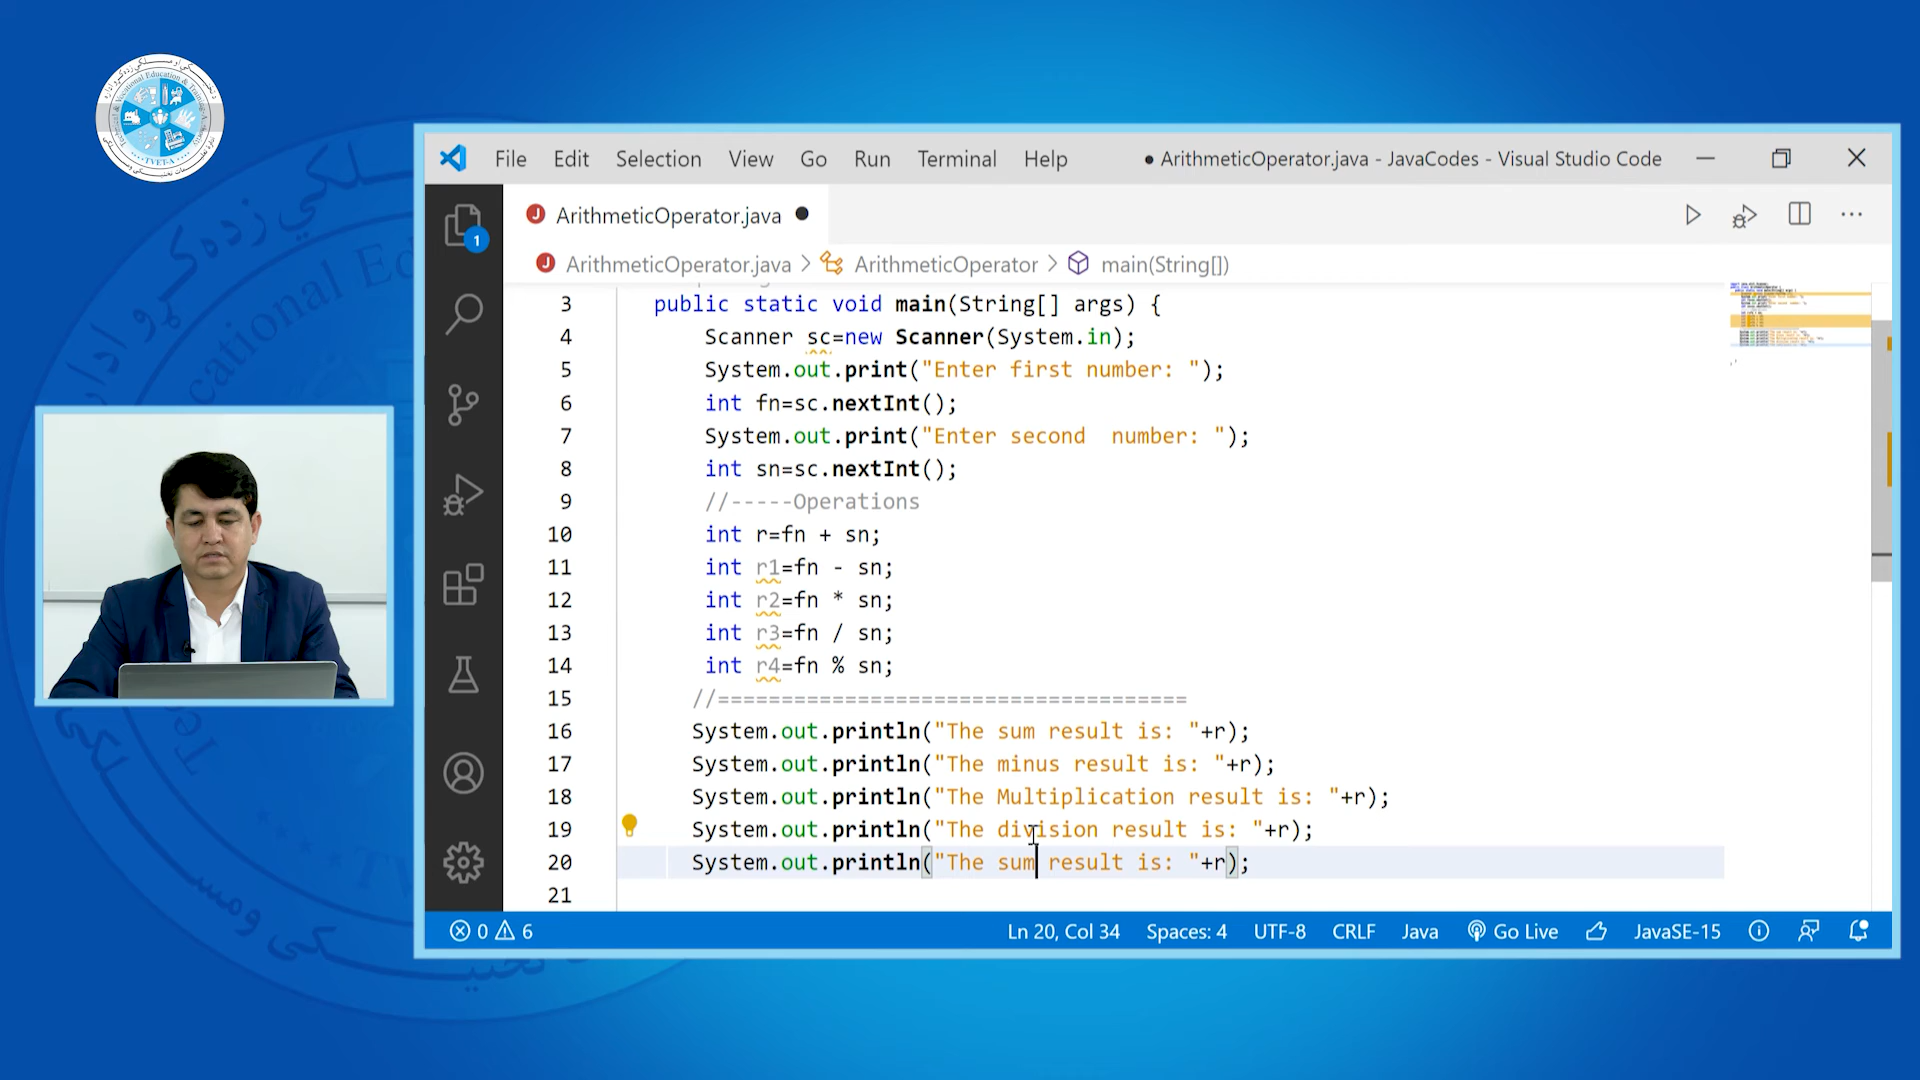 Technical & Vocational Education & Training-A
TVET-A
File Edit Selection View Go Run Terminal Help
● ArithmeticOperator.java - JavaCodes - Visual Studio Code
J ArithmeticOperator.java ●
J ArithmeticOperator.java > ArithmeticOperator > main(String[])
1
3 public static void main(String[] args) {
4 Scanner sc=new Scanner(System.in);
5 System.out.print("Enter first number: ");
6 int fn=sc.nextInt();
7 System.out.print("Enter second  number: ");
8 int sn=sc.nextInt();
9 //-----Operations
10 int r=fn + sn;
11 int r1=fn - sn;
12 int r2=fn * sn;
13 int r3=fn / sn;
14 int r4=fn % sn;
15 //=====================================
16 System.out.println("The sum result is: "+r);
17 System.out.println("The minus result is: "+r);
18 System.out.println("The Multiplication result is: "+r);
19 System.out.println("The division result is: "+r);
20 System.out.println("The sum result is: "+r);
21
0 6 Ln 20, Col 34 Spaces: 4 UTF-8 CRLF Java Go Live JavaSE-15